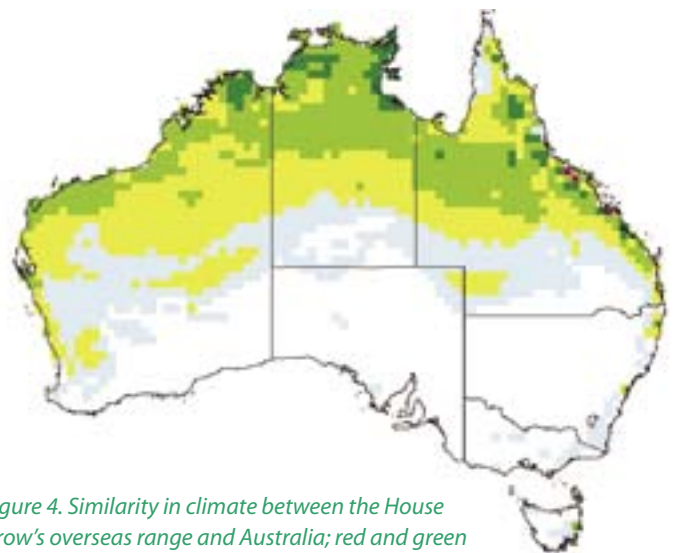 gure 4. Similarity in climate between the House
row's overseas range and Australia; red and green